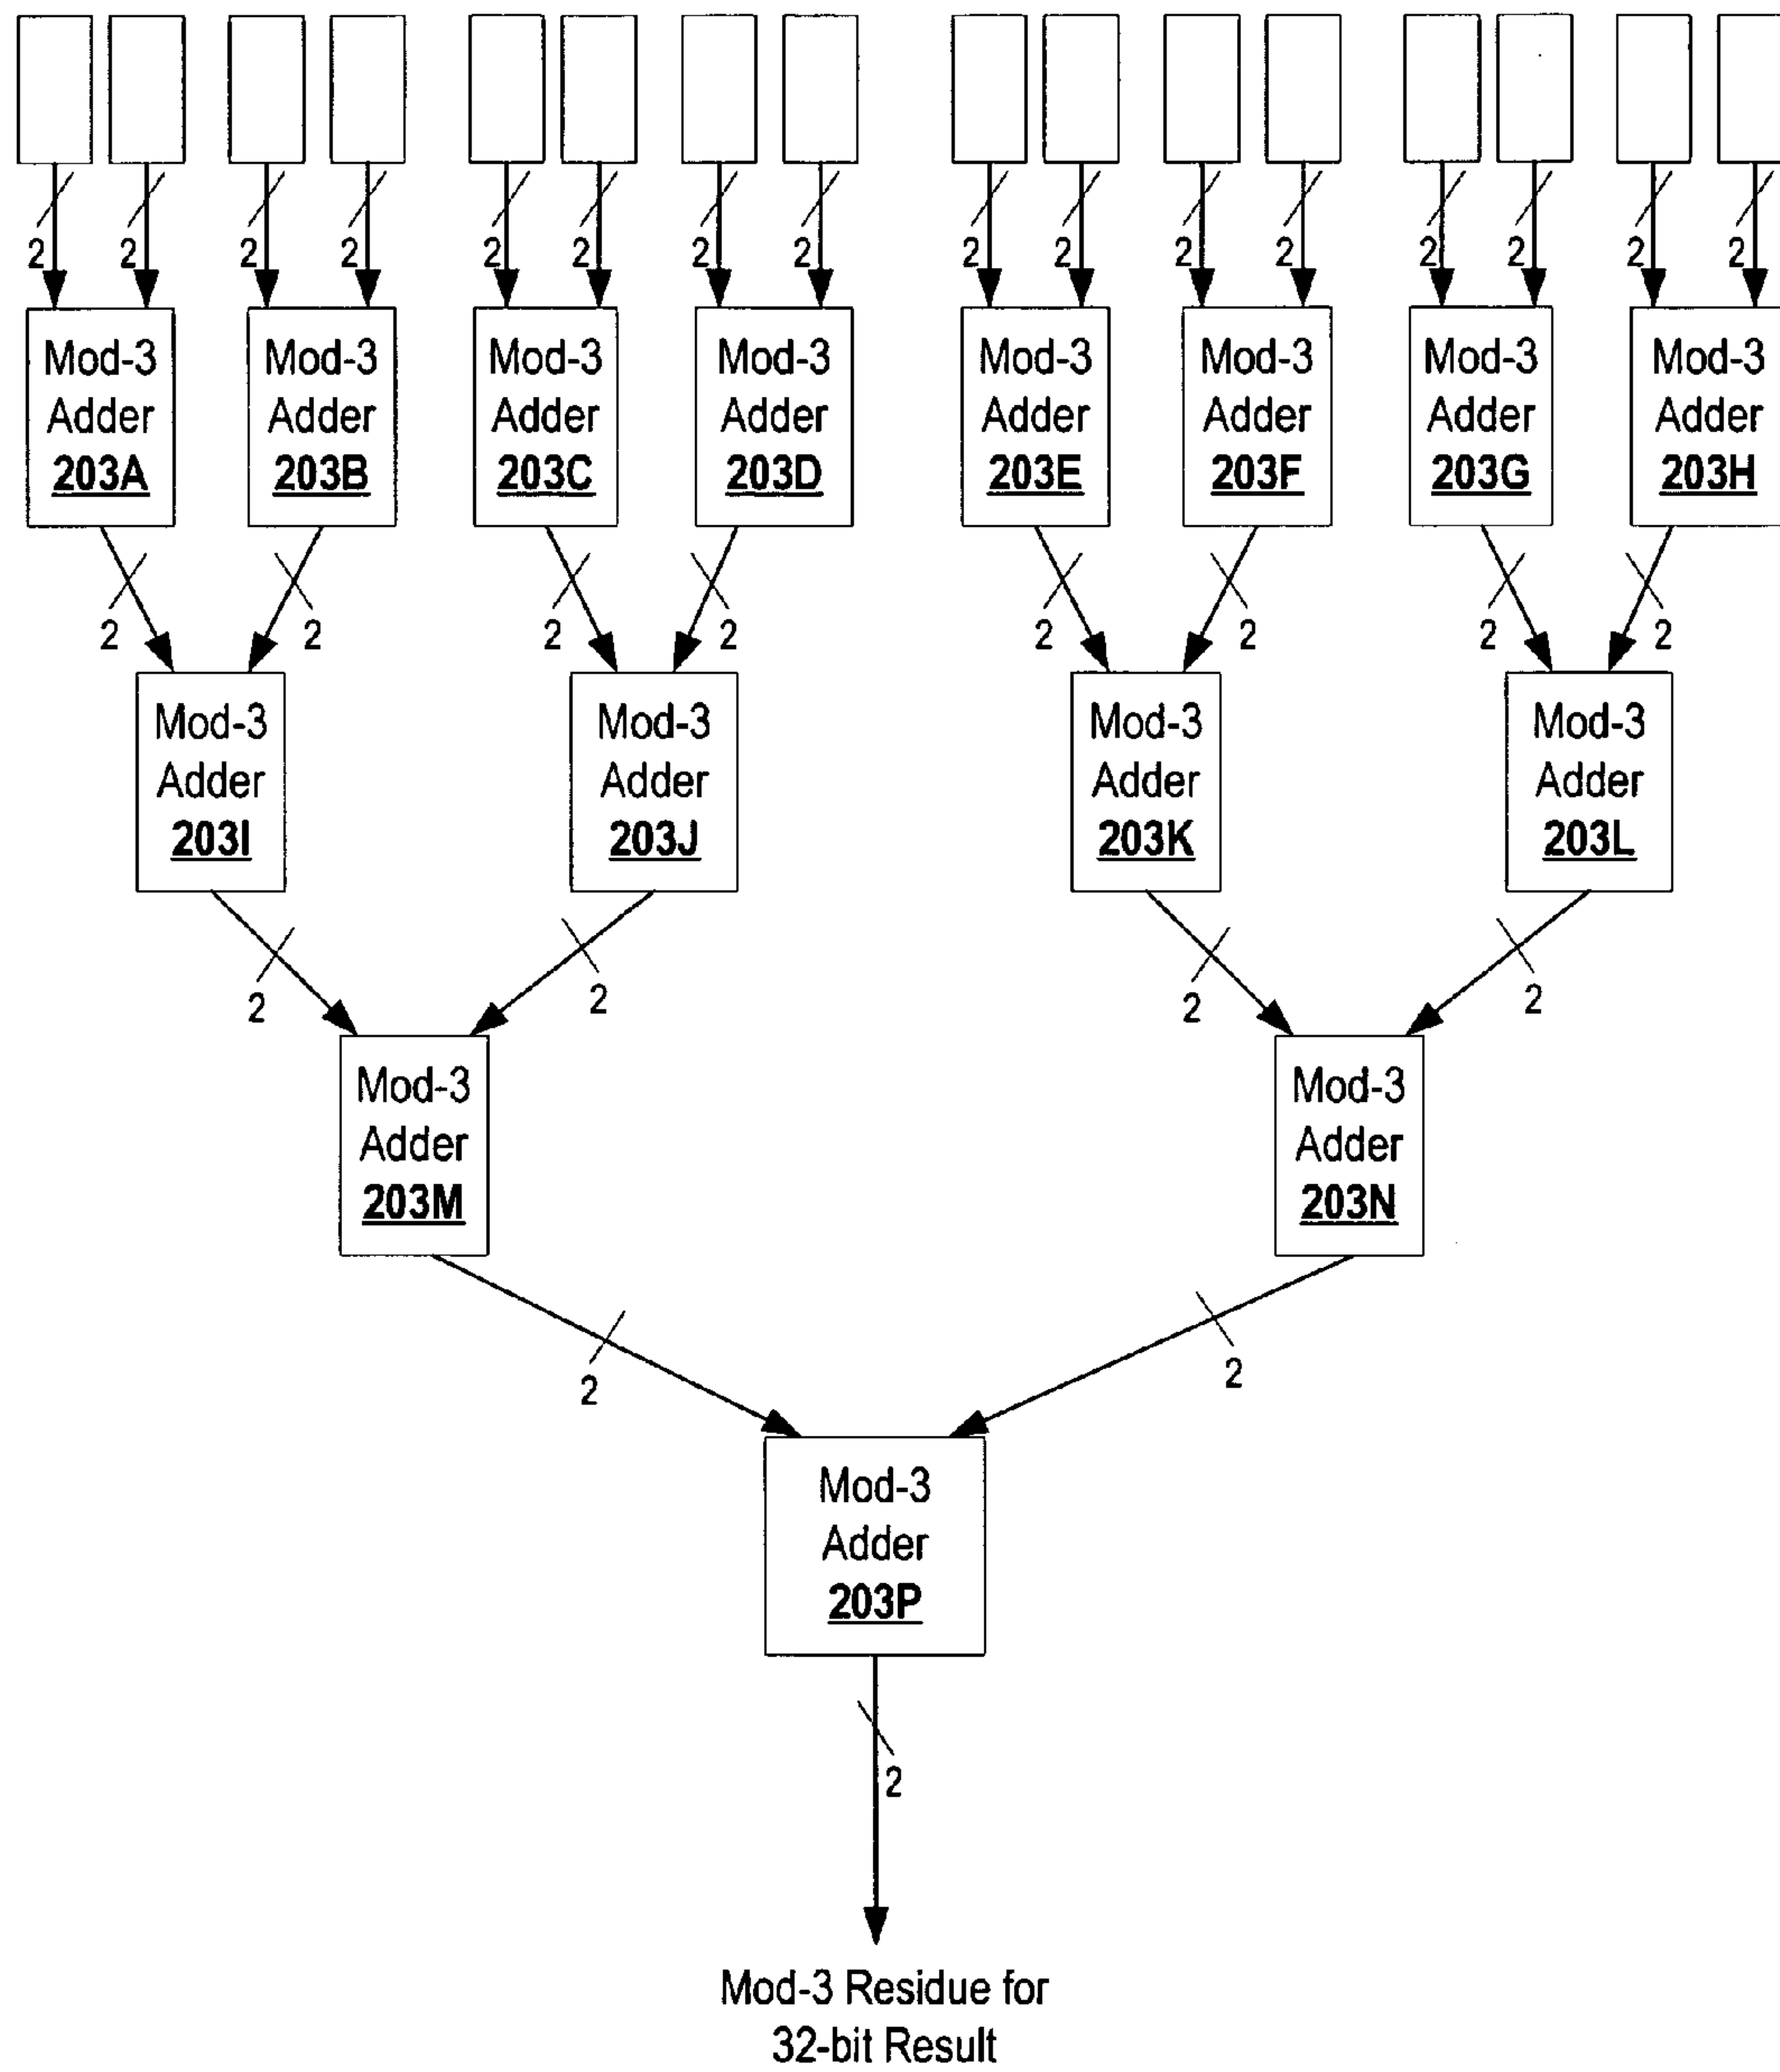 2 2 2 2 2 2 2 2 2 2 2 2 2 2 2 2
Mod-3 Mod-3 Mod-3 Mod-3 Mod-3 Mod-3 Mod-3 Mod-3
Adder Adder Adder Adder Adder Adder Adder Adder
203A 203B 203C 203D 203E 203F 203G 203H
2 2 2 2 2 2 2 2
Mod-3 Mod-3 Mod-3 Mod-3
Adder Adder Adder Adder
203I 203J 203K 203L
2 2 2 2
Mod-3 Mod-3
Adder Adder
203M 203N
2 2
Mod-3
Adder
203P
2
Mod-3 Residue for
32-bit Result